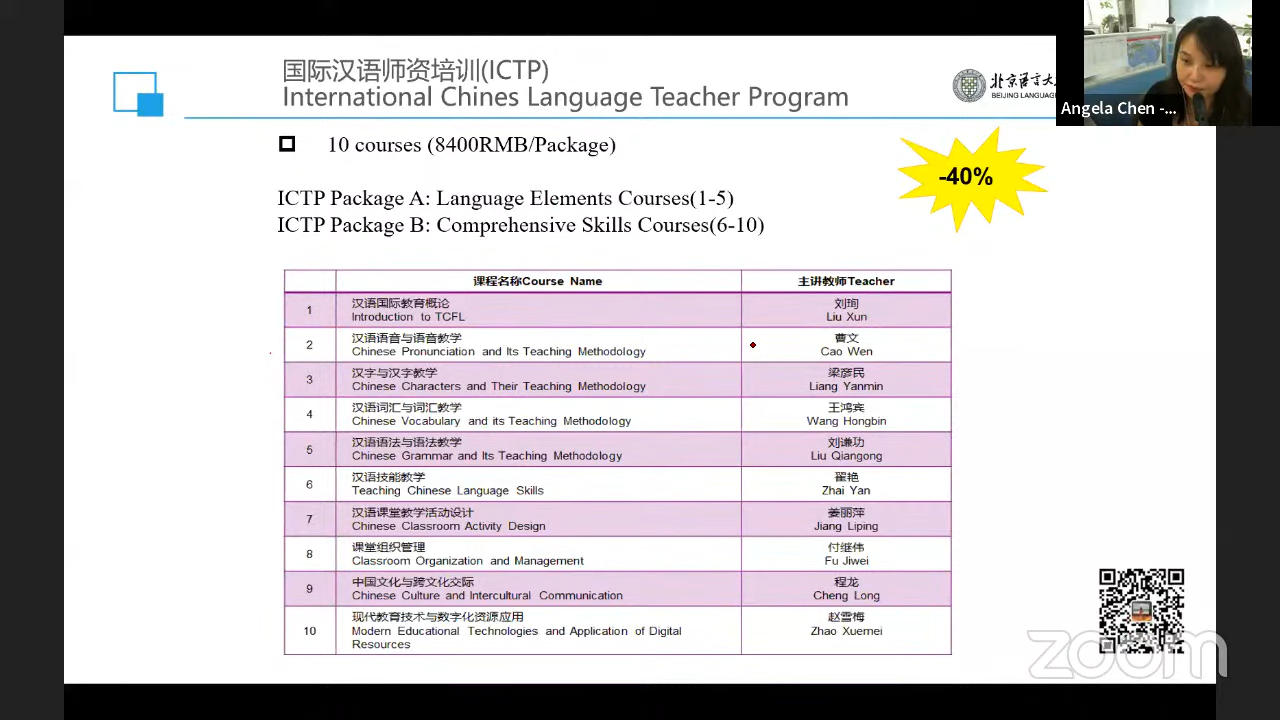 国际汉语师资培训(ICTP)
International Chines Language Teacher Program
北京语言大
BEIJING LANGUAGE
Angela Chen -...
10 courses (8400RMB/Package)
-40%
ICTP Package A: Language Elements Courses(1-5)
ICTP Package B: Comprehensive Skills Courses(6-10)
课程名称Course Name
主讲教师Teacher
1
汉语国际教育概论
Introduction to TCFL
刘珣
Liu Xun
2
汉语语音与语音教学
Chinese Pronunciation and Its Teaching Methodology
曹文
Cao Wen
3
汉字与汉字教学
Chinese Characters and Their Teaching Methodology
梁彦民
Liang Yanmin
4
汉语词汇与词汇教学
Chinese Vocabulary and its Teaching Methodology
王鸿宾
Wang Hongbin
5
汉语语法与语法教学
Chinese Grammar and Its Teaching Methodology
刘谦功
Liu Qiangong
6
汉语技能教学
Teaching Chinese Language Skills
翟艳
Zhai Yan
7
汉语课堂教学活动设计
Chinese Classroom Activity Design
姜丽萍
Jiang Liping
8
课堂组织管理
Classroom Organization and Management
付继伟
Fu Jiwei
9
中国文化与跨文化交际
Chinese Culture and Intercultural Communication
程龙
Cheng Long
10
现代教育技术与数字化资源应用
Modern Educational Technologies and Application of Digital
Resources
赵雪梅
Zhao Xuemei
zoom